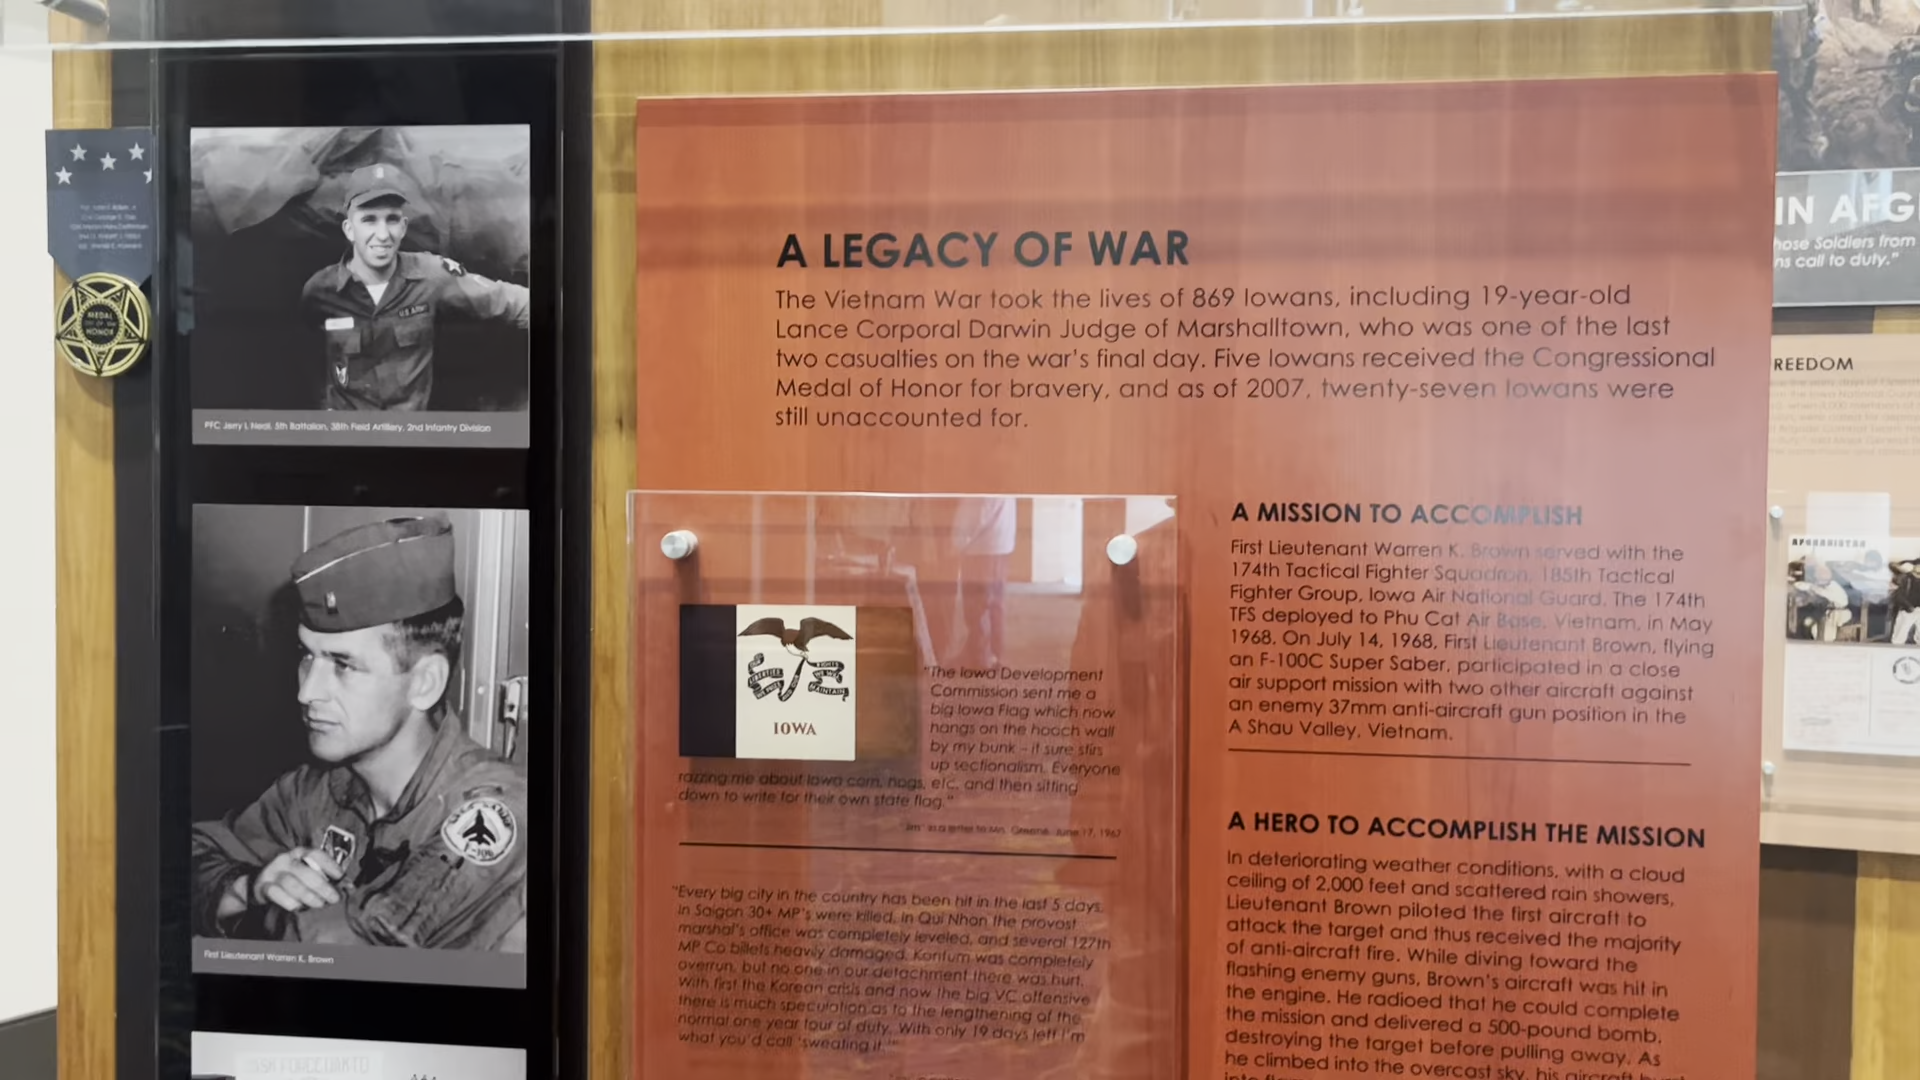 MEDAL
OF
HONOR
U.S. ARMY
PFC Jerry L Neal, 5th Battalion, 38th Field Artillery, 2nd Infantry Division
F-100
First Lieutenant Warren K. Brown
A LEGACY OF WAR
The Vietnam War took the lives of 869 Iowans, including 19-year-old
Lance Corporal Darwin Judge of Marshalltown, who was one of the last
two casualties on the war's final day. Five Iowans received the Congressional
Medal of Honor for bravery, and as of 2007, twenty-seven Iowans were
still unaccounted for.
IOWA
"The Iowa Development
Commission sent me a
big Iowa Flag which now
hangs on the hooch wall
by my bunk – it sure stirs
up sectionalism. Everyone
razzing me about Iowa corn, hogs, etc. and then sitting
down to write for their own state flag."
"Jim" in a letter to Mrs. Greene, June 17, 1967
"Every big city in the country has been hit in the last 5 days.
In Saigon 30+ MP's were killed. In Qui Nhon the provost
marshal's office was completely leveled, and several 127th
MP Co billets heavily damaged. Kontum was completely
overrun, but no one in our detachment there was hurt.
With first the Korean crisis and now the big VC offensive
there is much speculation as to the lengthening of the
normal one year tour of duty. With only 19 days left I'm
what you'd call 'sweating it.'"
A MISSION TO ACCOMPLISH
First Lieutenant Warren K. Brown served with the
174th Tactical Fighter Squadron, 185th Tactical
Fighter Group, Iowa Air National Guard. The 174th
TFS deployed to Phu Cat Air Base, Vietnam, in May
1968. On July 14, 1968, First Lieutenant Brown, flying
an F-100C Super Saber, participated in a close
air support mission with two other aircraft against
an enemy 37mm anti-aircraft gun position in the
A Shau Valley, Vietnam.
A HERO TO ACCOMPLISH THE MISSION
In deteriorating weather conditions, with a cloud
ceiling of 2,000 feet and scattered rain showers,
Lieutenant Brown piloted the first aircraft to
attack the target and thus received the majority
of anti-aircraft fire. While diving toward the
flashing enemy guns, Brown's aircraft was hit in
the engine. He radioed that he could complete
the mission and delivered a 500-pound bomb,
destroying the target before pulling away. As
he climbed into the overcast sky, his aircraft burst
IN AFG
hose Soldiers from
ns call to duty."
REEDOM
AFGHANISTAN